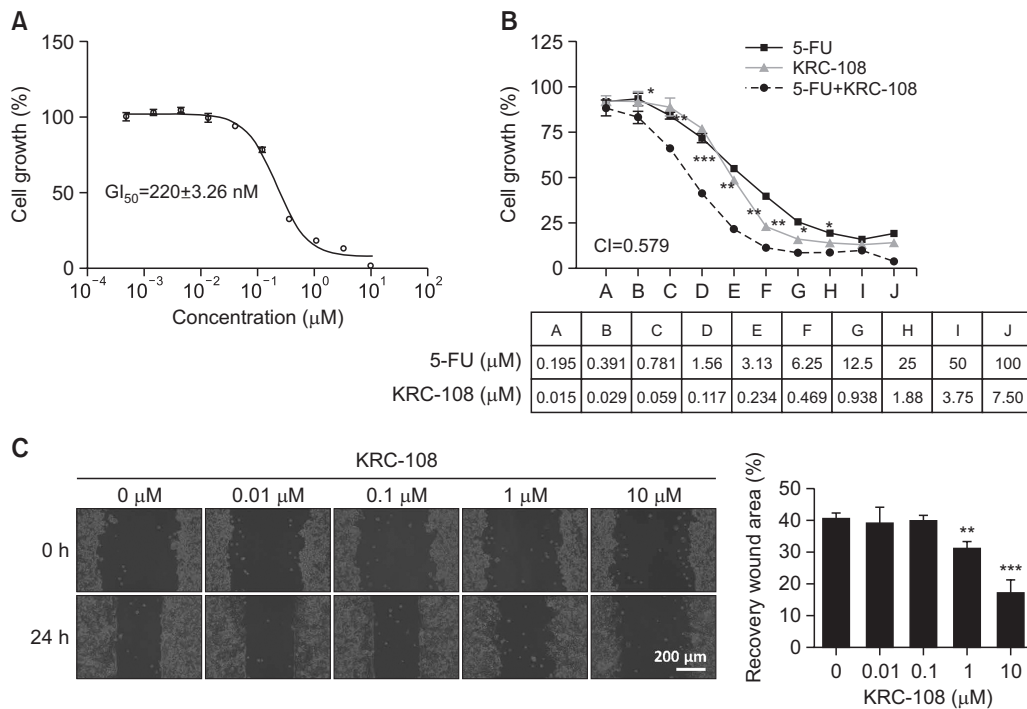 A
150
100
50
0
Cell growth (%)
GI50=220±3.26 nM
10−4 10−3 10−2 10−1 100 101 102
Concentration (μM)
B
125
100
75
50
25
0
Cell growth (%)
5-FU
KRC-108
5-FU+KRC-108
*
**
***
**
**
**
*
*
CI=0.579
A B C D E F G H I J
A B C D E F G H I J
5-FU (μM) 0.195 0.391 0.781 1.56 3.13 6.25 12.5 25 50 100
KRC-108 (μM) 0.015 0.029 0.059 0.117 0.234 0.469 0.938 1.88 3.75 7.50
C
KRC-108
0 μM 0.01 μM 0.1 μM 1 μM 10 μM
0 h
24 h
200 μm
Recovery wound area (%)
50
40
30
20
10
0
**
***
0 0.01 0.1 1 10
KRC-108 (μM)